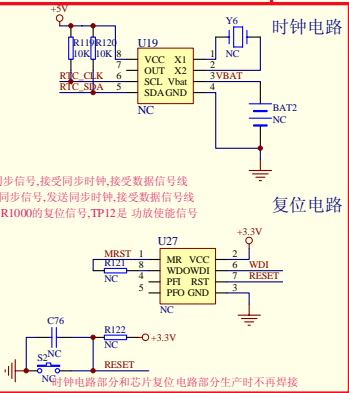 +5V
时钟电路
Y6
NC
R119 R120
10K 10K
U19
8 VCC X1 1
7 OUT X2 2
RTC_CLK 6 SCL Vbat 3 VBAT
RTC_SDA 5 SDA GND 4
NC
BAT2
NC
步信号,接受同步时钟,接受数据信号线
同步信号,发送同步时钟,接受数据信号线
R1000的复位信号,TP12是 功放使能信号
复位电路
U27
+3.3V
MRST 1 MR VCC 2
R121 8 WDO WDI 6 WDI
NC 4 PFI RST 7 RESET
5 PFO GND 3
NC
C76
NC
R122
NC
+3.3V
S2
NC
RESET
时钟电路部分和芯片复位电路部分生产时不再焊接